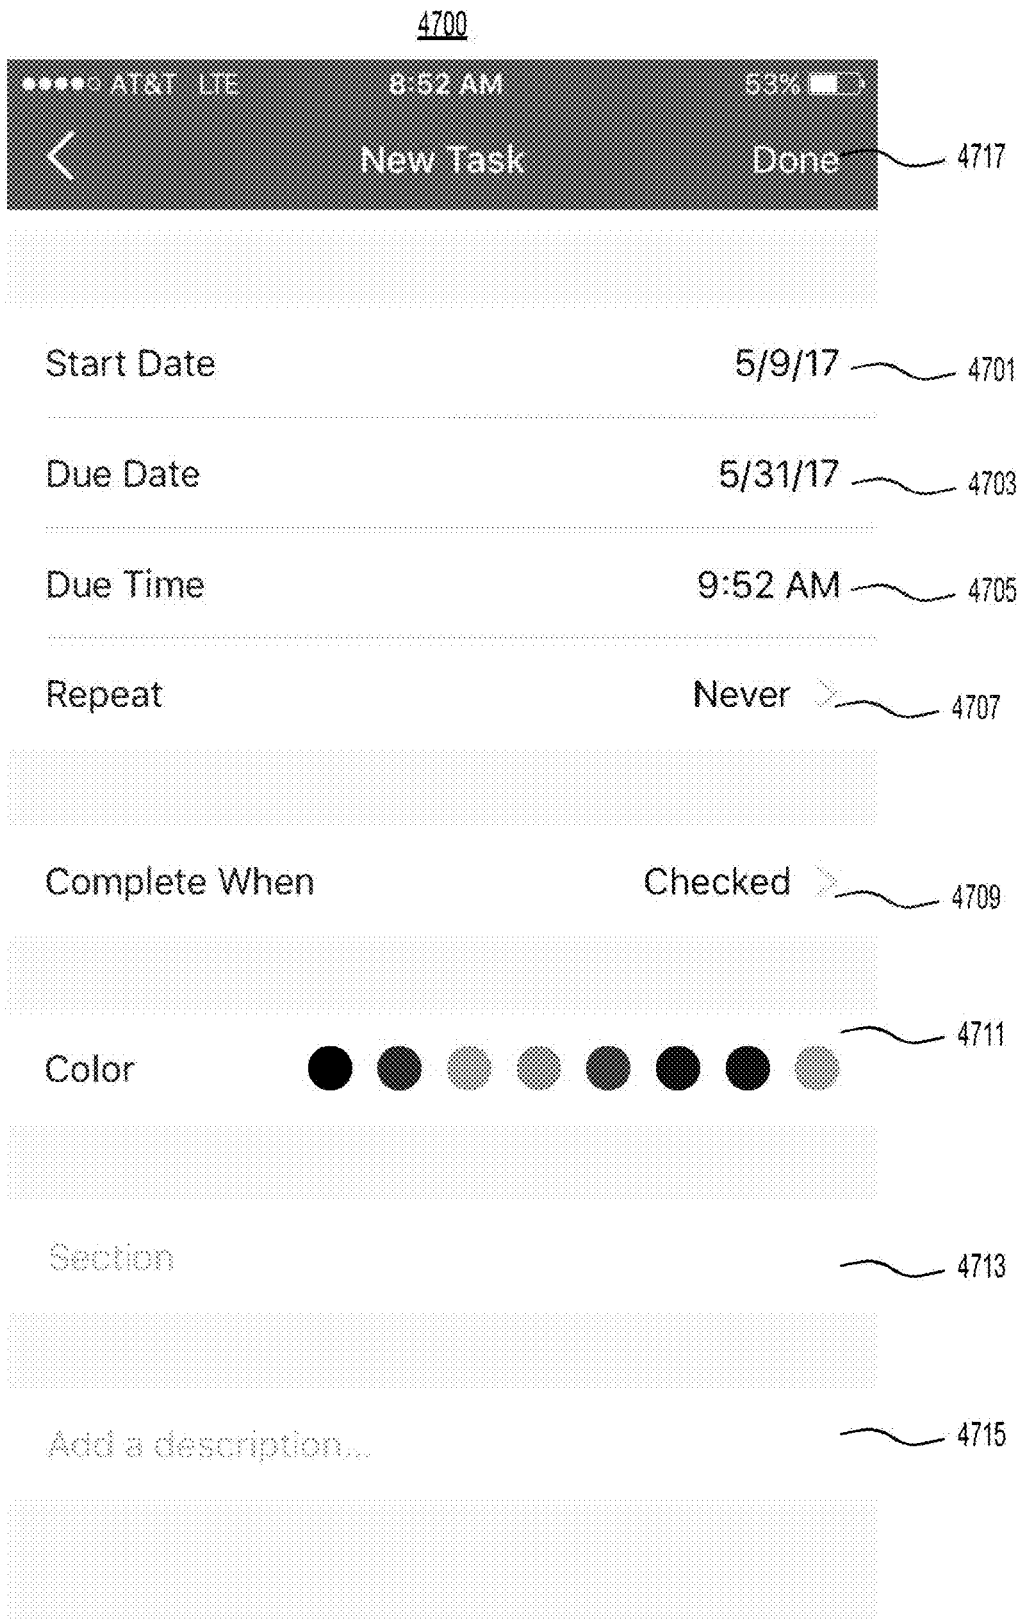 4700
AT&T LTE 8:52 AM 53%
New Task Done 4717
Start Date 5/9/17 4701
Due Date 5/31/17 4703
Due Time 9:52 AM 4705
Repeat Never 4707
Complete When Checked 4709
4711
Color
Section 4713
Add a description... 4715